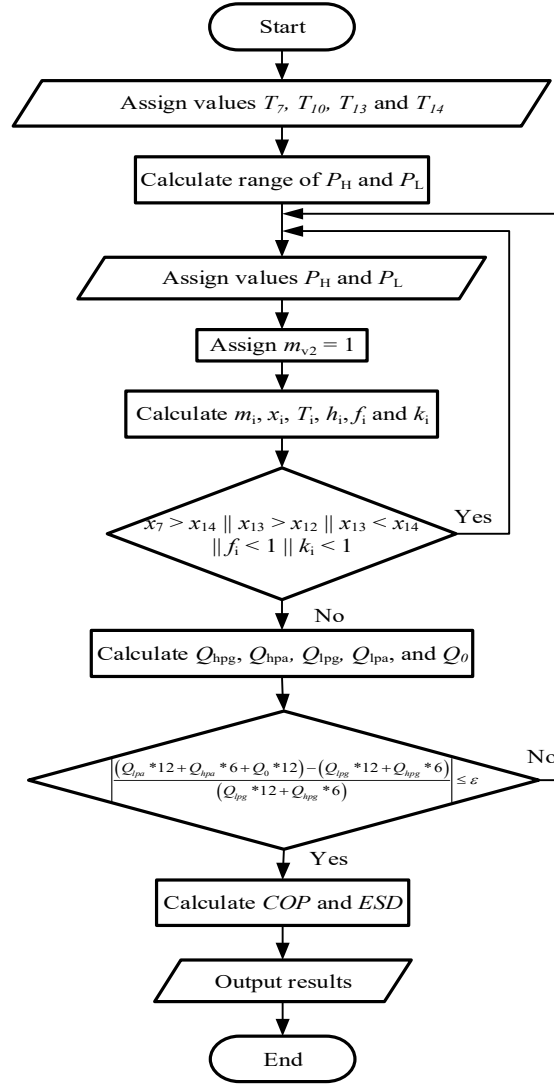 Start
Assign values T7, T10, T13 and T14
Calculate range of PH and PL
Assign values PH and PL
Assign mv2 = 1
Calculate mi, xi, Ti, hi, fi and ki
x7 > x14 || x13 > x12 || x13 < x14
|| fi < 1 || ki < 1
Yes
No
Calculate Qhpg, Qhpa, Qlpg, Qlpa, and Q0
|(Qlpa *12 + Qhpa *6 + Q0 *12) − (Qlpg *12 + Qhpg *6) / (Qlpg *12 + Qhpg *6)| ≤ ε
No
Yes
Calculate COP and ESD
Output results
End